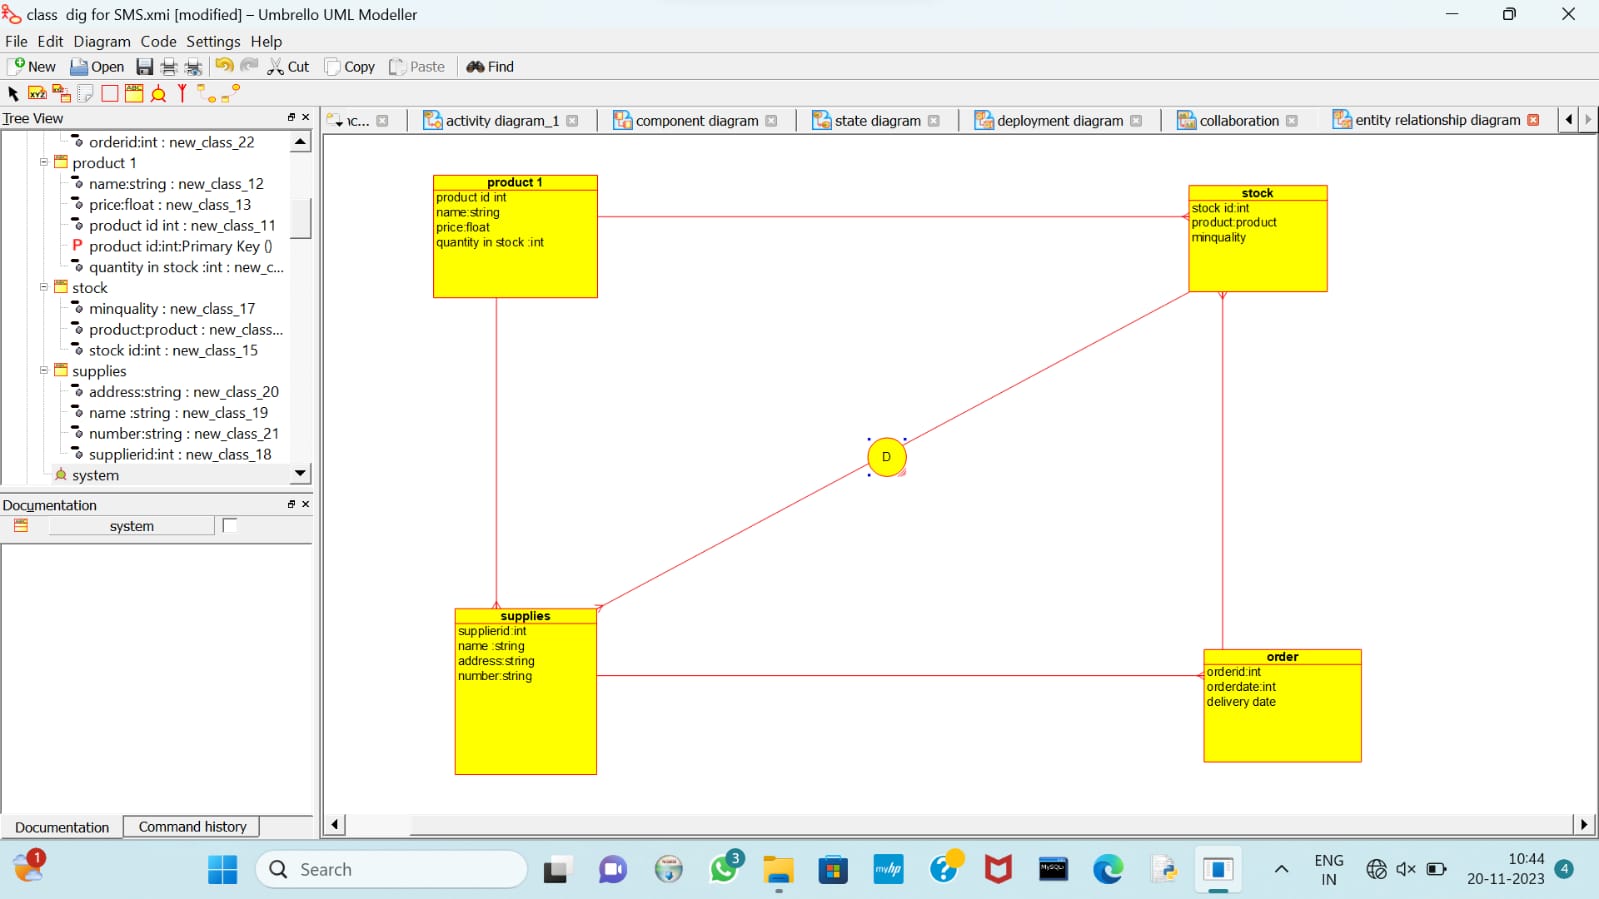 class dig for SMS.xmi [modified] – Umbrello UML Modeller
File Edit Diagram Code Settings Help
New Open Cut Copy Paste Find
XYZ ABC
Tree View
c... activity diagram_1 component diagram state diagram deployment diagram collaboration entity relationship diagram
orderid:int : new_class_22
product 1
name:string : new_class_12
price:float : new_class_13
product id int : new_class_11
P product id:int:Primary Key ()
quantity in stock :int : new_c...
stock
minquality : new_class_17
product:product : new_class...
stock id:int : new_class_15
supplies
address:string : new_class_20
name :string : new_class_19
number:string : new_class_21
supplierid:int : new_class_18
system
Documentation
system
Documentation Command history
product 1
product id int
name:string
price:float
quantity in stock :int
stock
stock id:int
product:product
minquality
D
supplies
supplierid:int
name :string
address:string
number:string
order
orderid:int
orderdate:int
delivery date
1
Search
3
myhp
?
MySQL
ENG
IN
10:44
20-11-2023
4